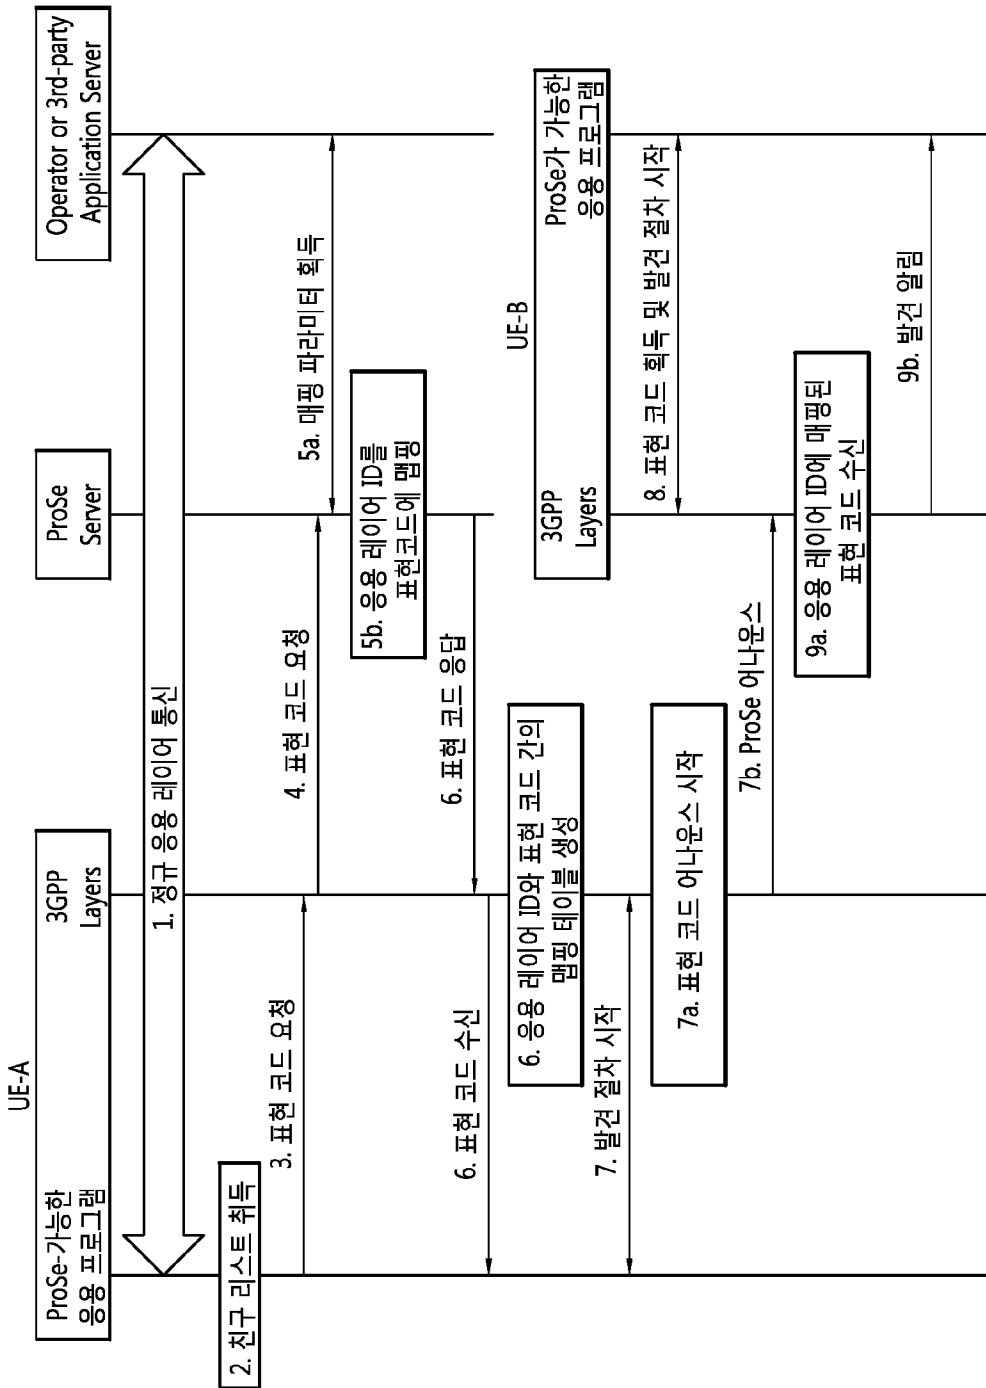 UE-A
ProSe-가능한
응용 프로그램
3GPP
Layers
ProSe
Server
Operator or 3rd-party
Application Server
1. 정규 응용 레이어 통신
2. 친구 리스트 취득
3. 표현 코드 요청
4. 표현 코드 요청
5a. 매핑 파라미터 획득
5b. 응용 레이어 ID를
표현코드에 맵핑
6. 표현 코드 응답
6. 표현 코드 수신
6. 응용 레이어 ID와 표현 코드 간의
맵핑 테이블 생성
UE-B
3GPP
Layers
ProSe가 가능한
응용 프로그램
7. 발견 절차 시작
8. 표현 코드 획득 및 발견 절차 시작
7a. 표현 코드 어나운스 시작
7b. ProSe 어나운스
9a. 응용 레이어 ID에 매핑된
표현 코드 수신
9b. 발견 알림